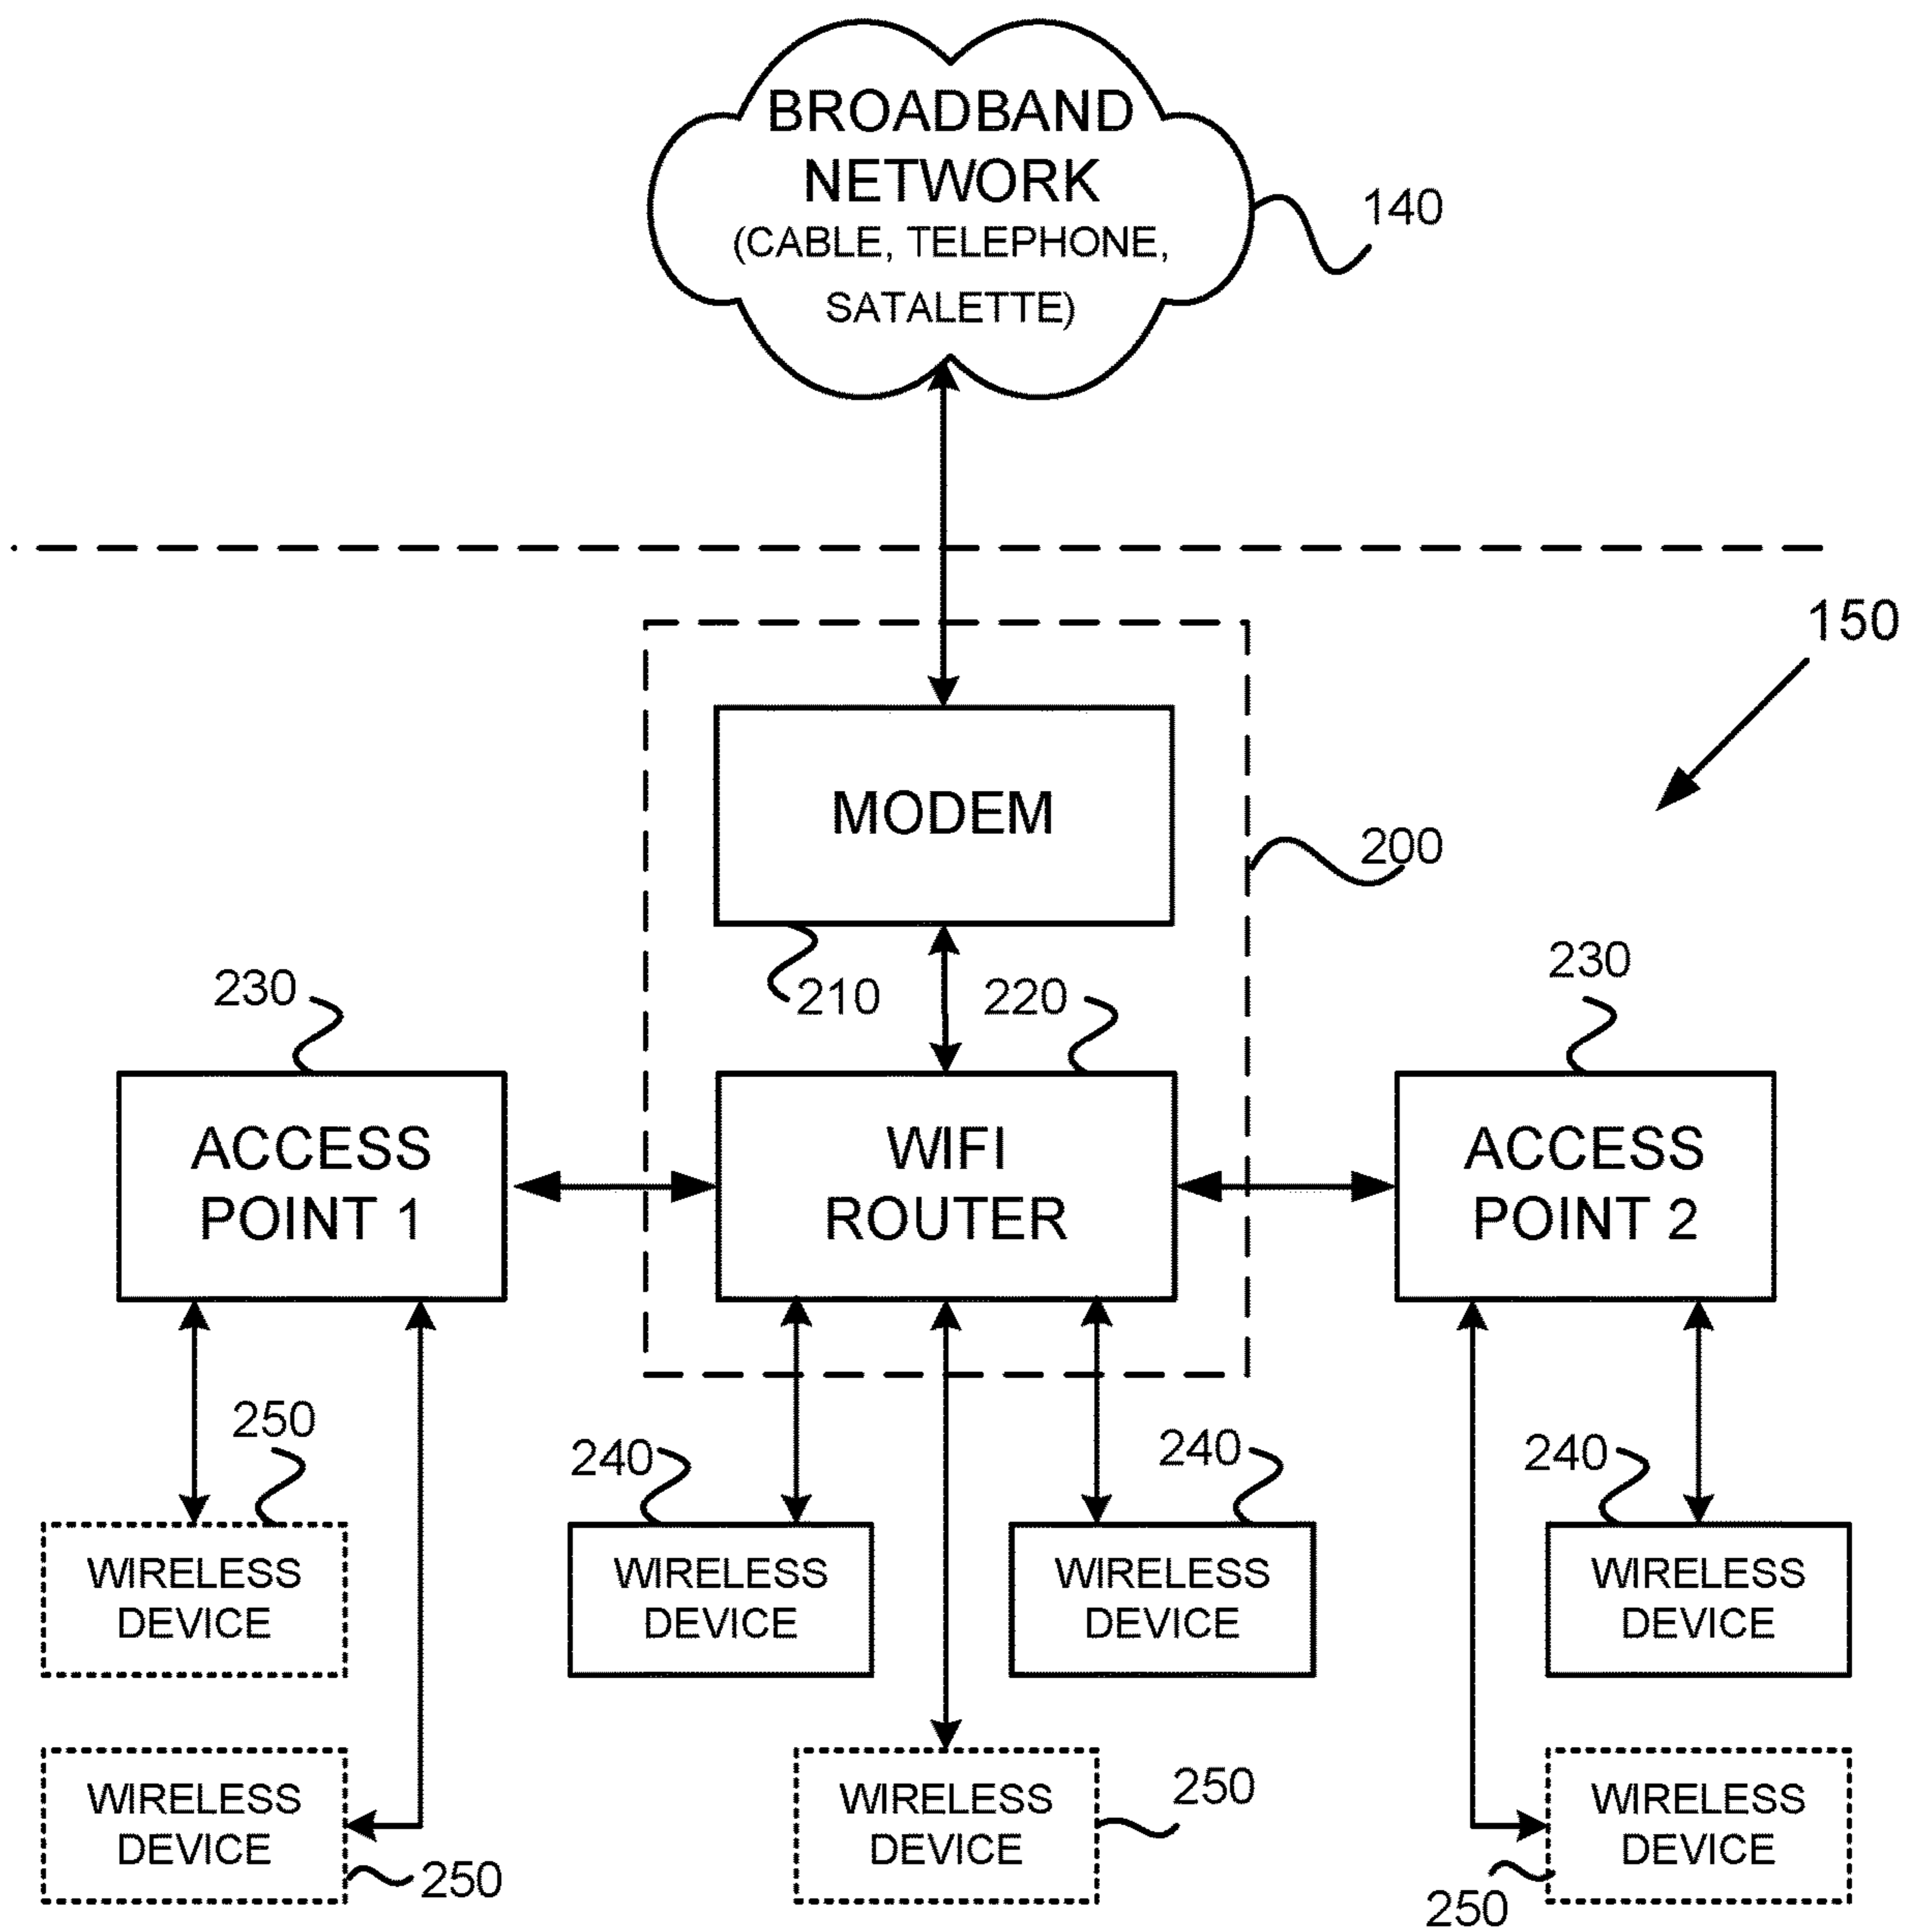 BROADBAND
NETWORK
(CABLE, TELEPHONE,
SATALETTE)
140
150
MODEM
200
210
220
230
230
ACCESS
POINT 1
WIFI
ROUTER
ACCESS
POINT 2
250
240
240
240
WIRELESS
DEVICE
WIRELESS
DEVICE
WIRELESS
DEVICE
WIRELESS
DEVICE
WIRELESS
DEVICE
250
WIRELESS
DEVICE
250
WIRELESS
DEVICE
250